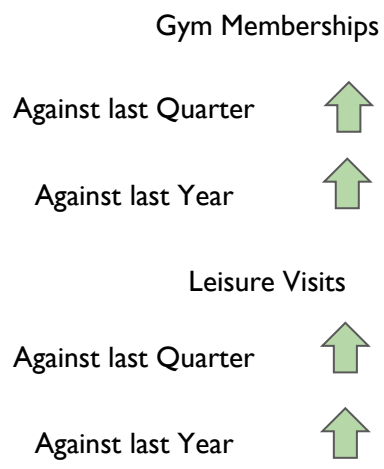 Gym Memberships
Against last Quarter
Against last Year
Leisure Visits
Against last Quarter
Against last Year